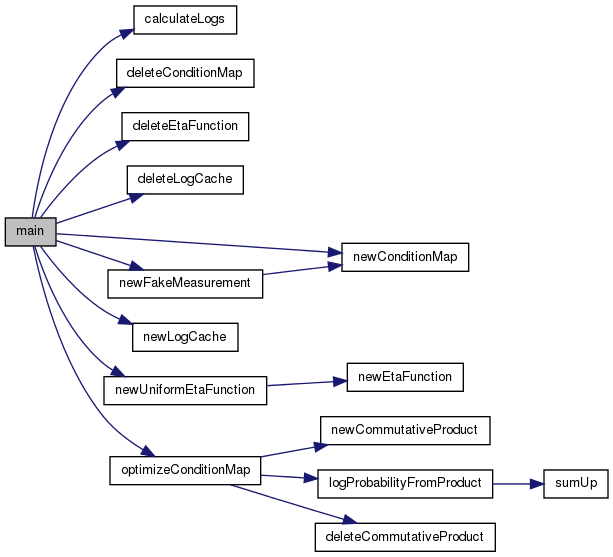 calculateLogs
deleteConditionMap
deleteEtaFunction
deleteLogCache
main
newConditionMap
newFakeMeasurement
newLogCache
newUniformEtaFunction
newEtaFunction
newCommutativeProduct
optimizeConditionMap
logProbabilityFromProduct
sumUp
deleteCommutativeProduct